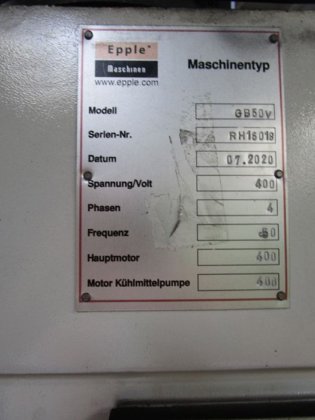 Epple
Maschinen
www.epple.com
Maschinentyp
Modell GB50v
Serien-Nr. RH16019
Datum 07.2020
Spannung/Volt 400
Phasen 4
Frequenz 50
Hauptmotor 400
Motor Kühlmittelpumpe 400